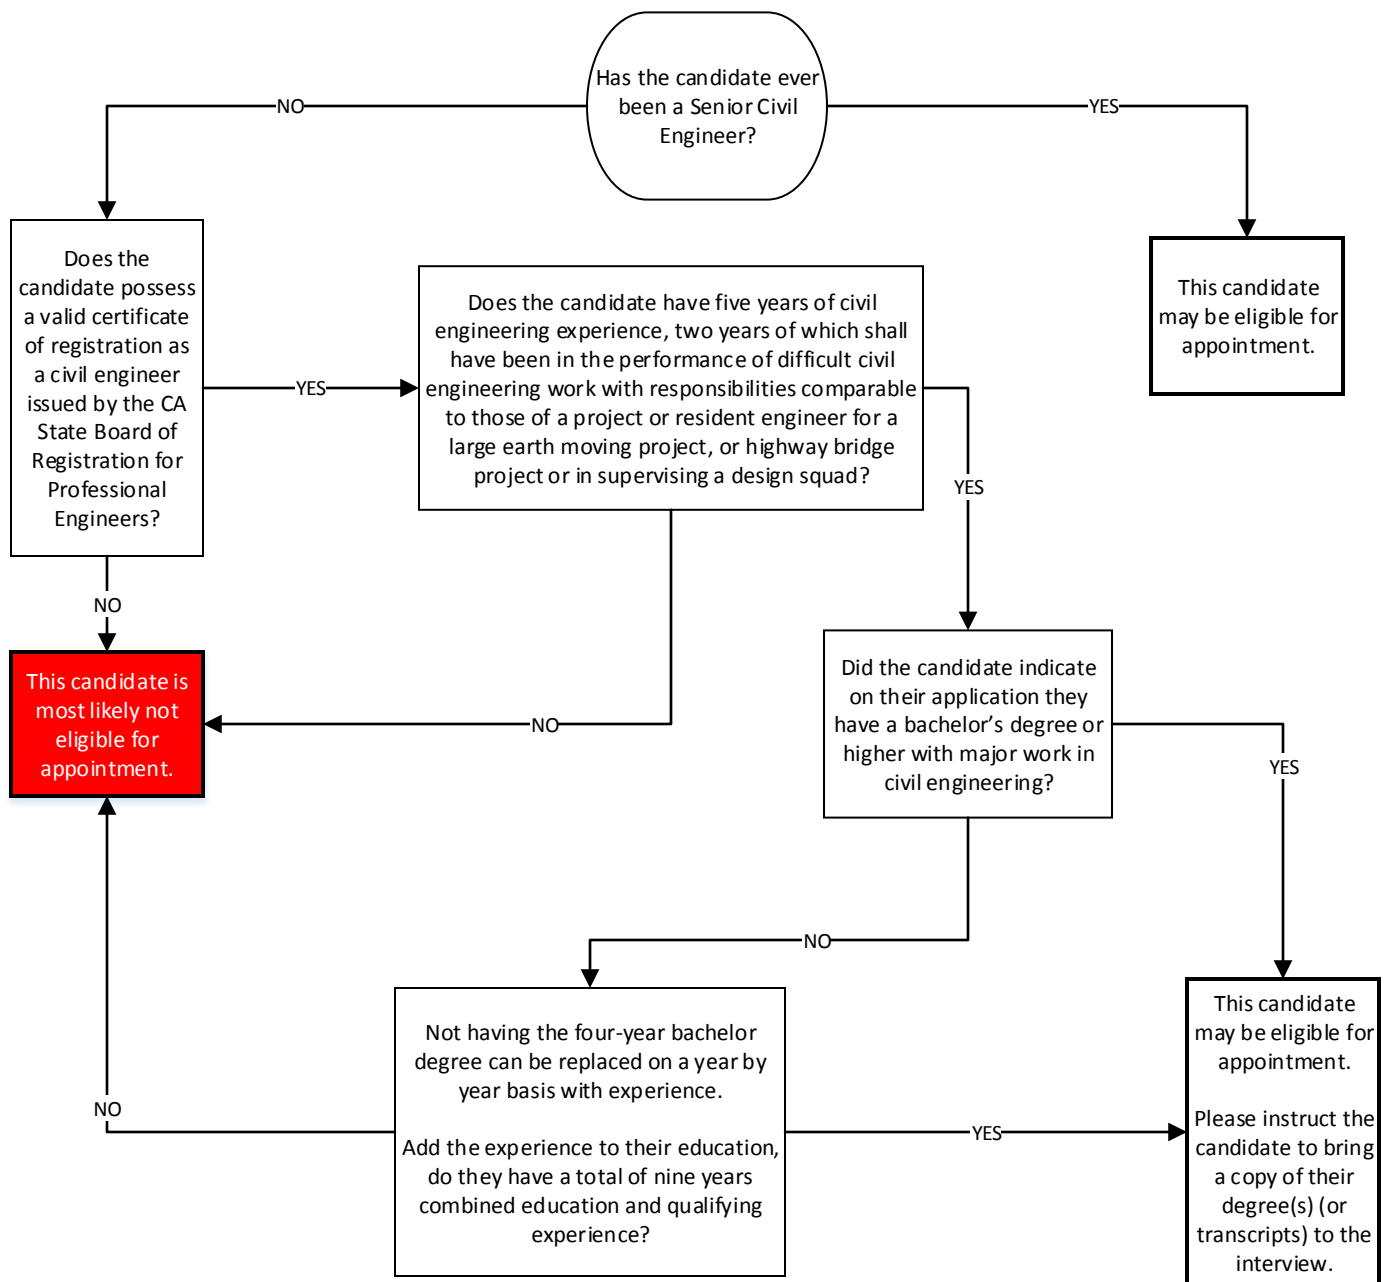 Has the candidate ever
been a Senior Civil
Engineer?
NO
YES
Does the
candidate possess
a valid certificate
of registration as
a civil engineer
issued by the CA
State Board of
Registration for
Professional
Engineers?
YES
Does the candidate have five years of civil
engineering experience, two years of which shall
have been in the performance of difficult civil
engineering work with responsibilities comparable
to those of a project or resident engineer for a
large earth moving project, or highway bridge
project or in supervising a design squad?
This candidate
may be eligible for
appointment.
YES
NO
This candidate is
most likely not
eligible for
appointment.
NO
Did the candidate indicate
on their application they
have a bachelor’s degree or
higher with major work in
civil engineering?
YES
NO
Not having the four-year bachelor
degree can be replaced on a year by
year basis with experience.
Add the experience to their education,
do they have a total of nine years
combined education and qualifying
experience?
NO
YES
This candidate
may be eligible for
appointment.
Please instruct the
candidate to bring
a copy of their
degree(s) (or
transcripts) to the
interview.